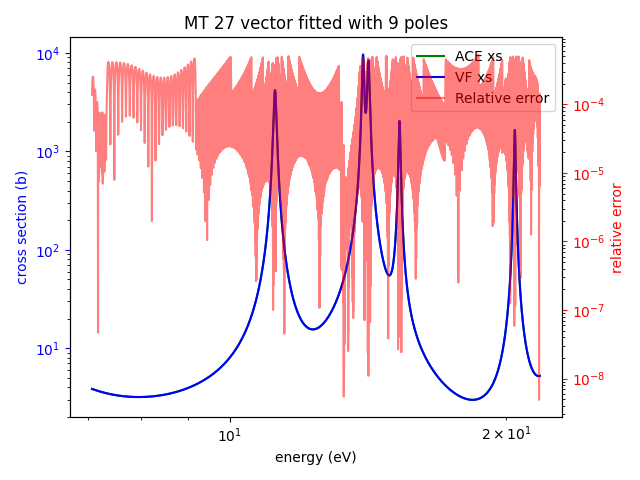 MT 27 vector fitted with 9 poles
ACE xs
VF xs
Relative error
cross section (b)
10⁴
10³
10²
10¹
relative error
10⁻⁴
10⁻⁵
10⁻⁶
10⁻⁷
10⁻⁸
10¹
2 × 10¹
energy (eV)